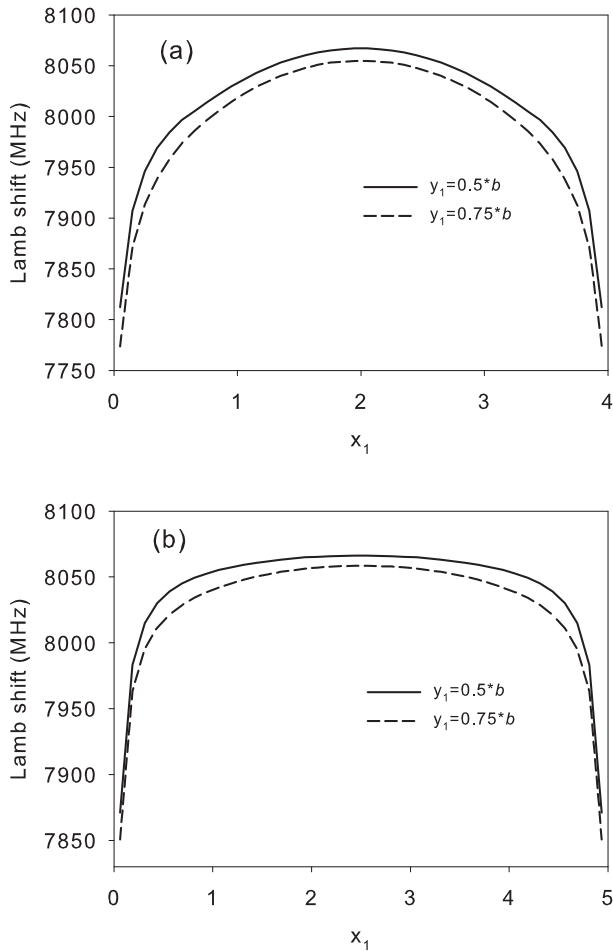 8100
(a)
8050
8000
7950
7900
7850
7800
7750
Lamb shift (MHz)
y₁=0.5*b
y₁=0.75*b
0 1 2 3 4
x₁
8100
(b)
8050
8000
7950
7900
7850
Lamb shift (MHz)
y₁=0.5*b
y₁=0.75*b
0 1 2 3 4 5
x₁